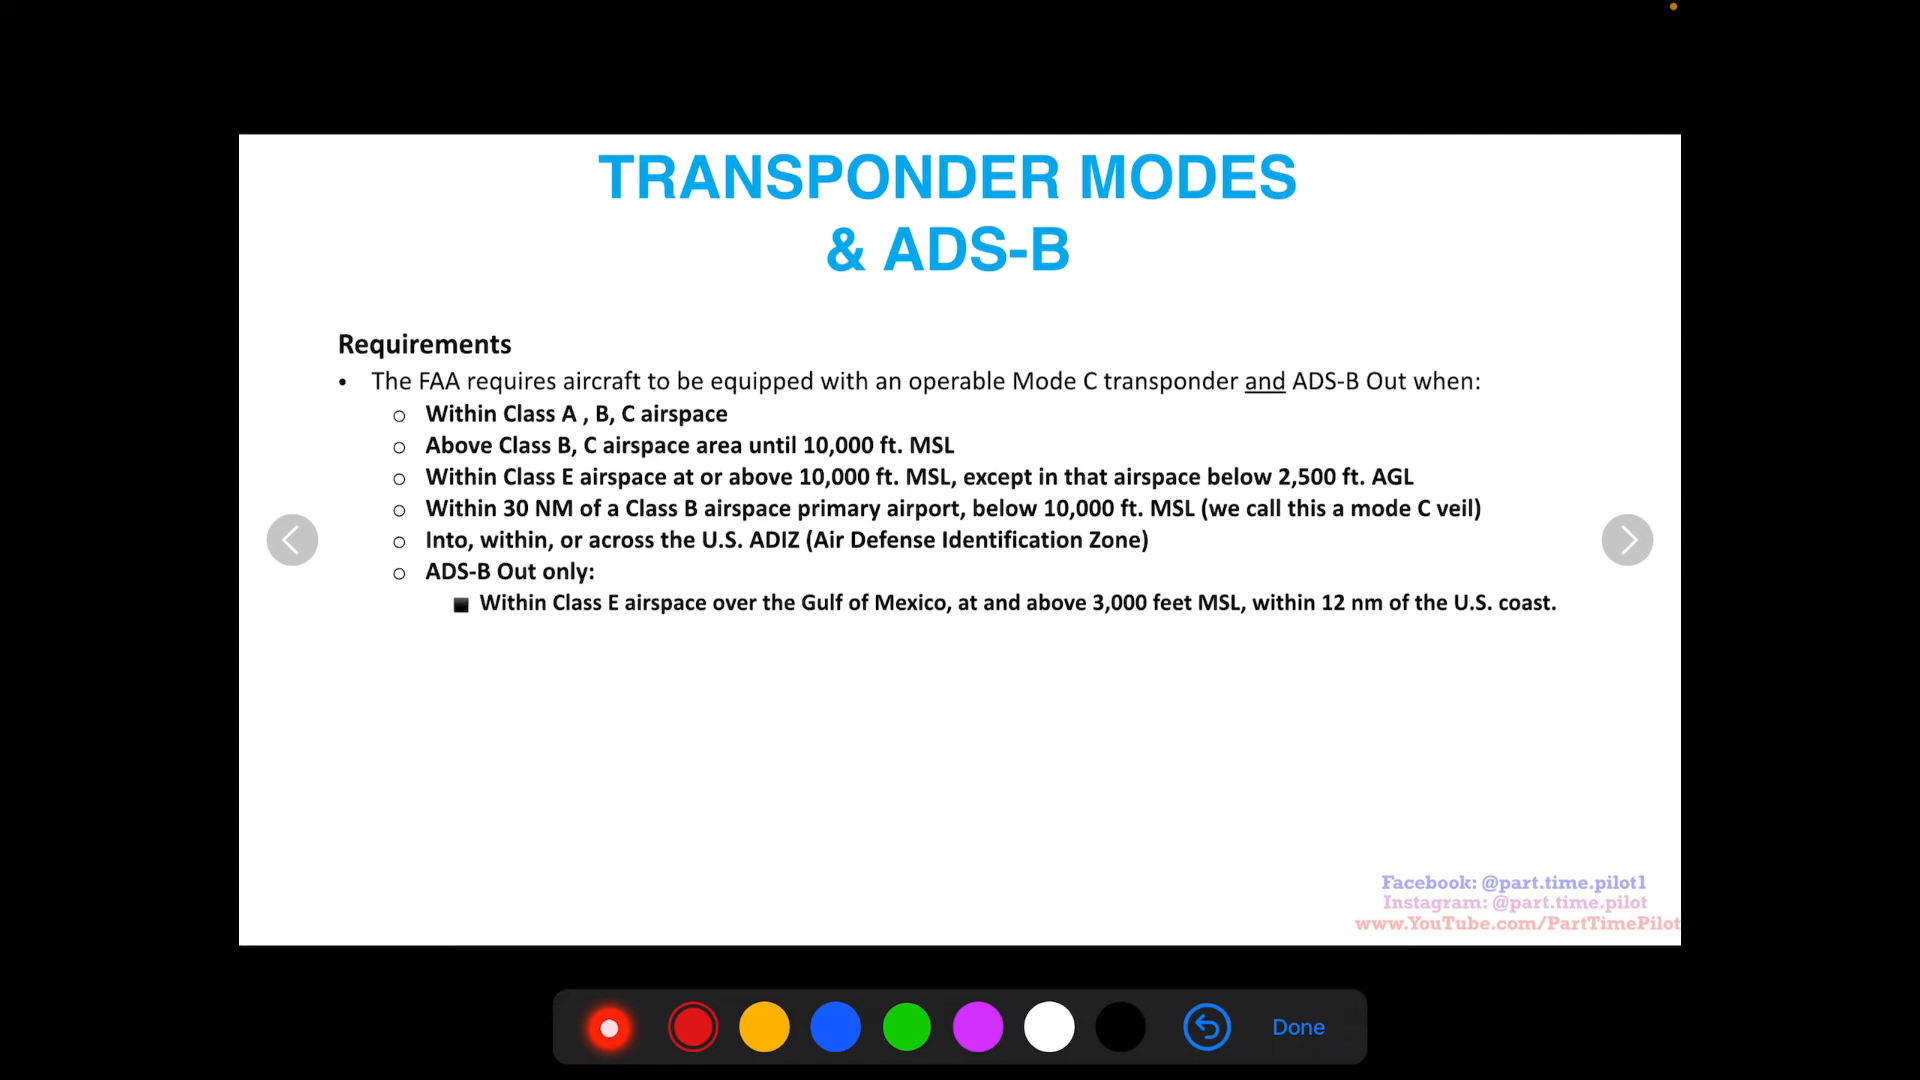 TRANSPONDER MODES
& ADS-B
Requirements
• The FAA requires aircraft to be equipped with an operable Mode C transponder and ADS-B Out when:
○ Within Class A , B, C airspace
○ Above Class B, C airspace area until 10,000 ft. MSL
○ Within Class E airspace at or above 10,000 ft. MSL, except in that airspace below 2,500 ft. AGL
○ Within 30 NM of a Class B airspace primary airport, below 10,000 ft. MSL (we call this a mode C veil)
○ Into, within, or across the U.S. ADIZ (Air Defense Identification Zone)
○ ADS-B Out only:
■ Within Class E airspace over the Gulf of Mexico, at and above 3,000 feet MSL, within 12 nm of the U.S. coast.
Facebook: @part.time.pilot1
Instagram: @part.time.pilot
www.YouTube.com/PartTimePilot
Done